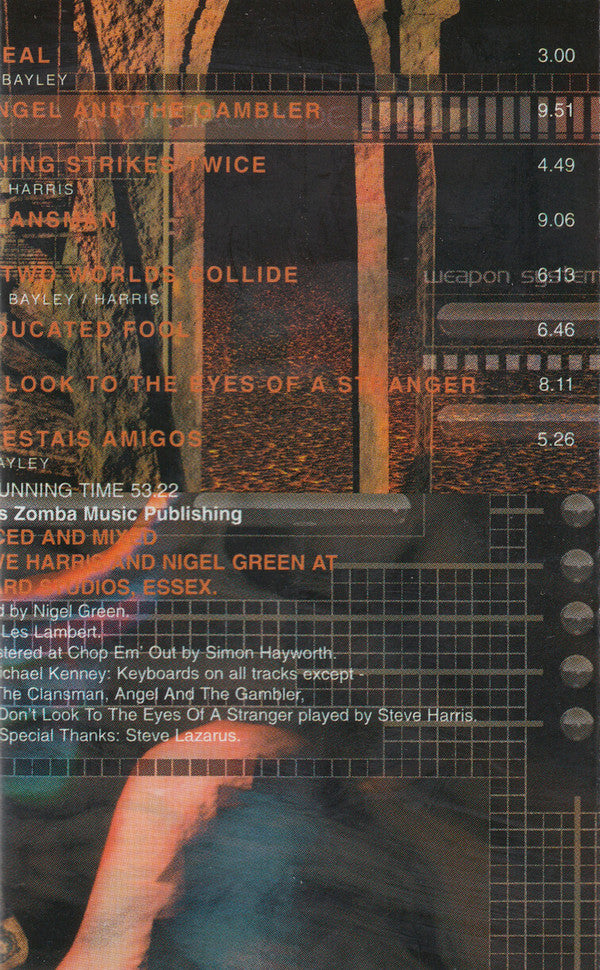 EAL 3.00
BAYLEY
NGEL AND THE GAMBLER 9.51
NING STRIKES TWICE 4.49
HARRIS
LANSMAN 9.06
TWO WORLDS COLLIDE 6.13
/ BAYLEY / HARRIS
weapon system
DUCATED FOOL 6.46
LOOK TO THE EYES OF A STRANGER 8.11
ESTAIS AMIGOS 5.26
AYLEY
UNNING TIME 53.22
s Zomba Music Publishing
CED AND MIXED
VE HARRIS AND NIGEL GREEN AT
ARD STUDIOS, ESSEX.
d by Nigel Green.
Les Lambert.
stered at Chop Em' Out by Simon Hayworth.
ichael Kenney: Keyboards on all tracks except -
The Clansman, Angel And The Gambler,
Don't Look To The Eyes Of A Stranger played by Steve Harris.
Special Thanks: Steve Lazarus.